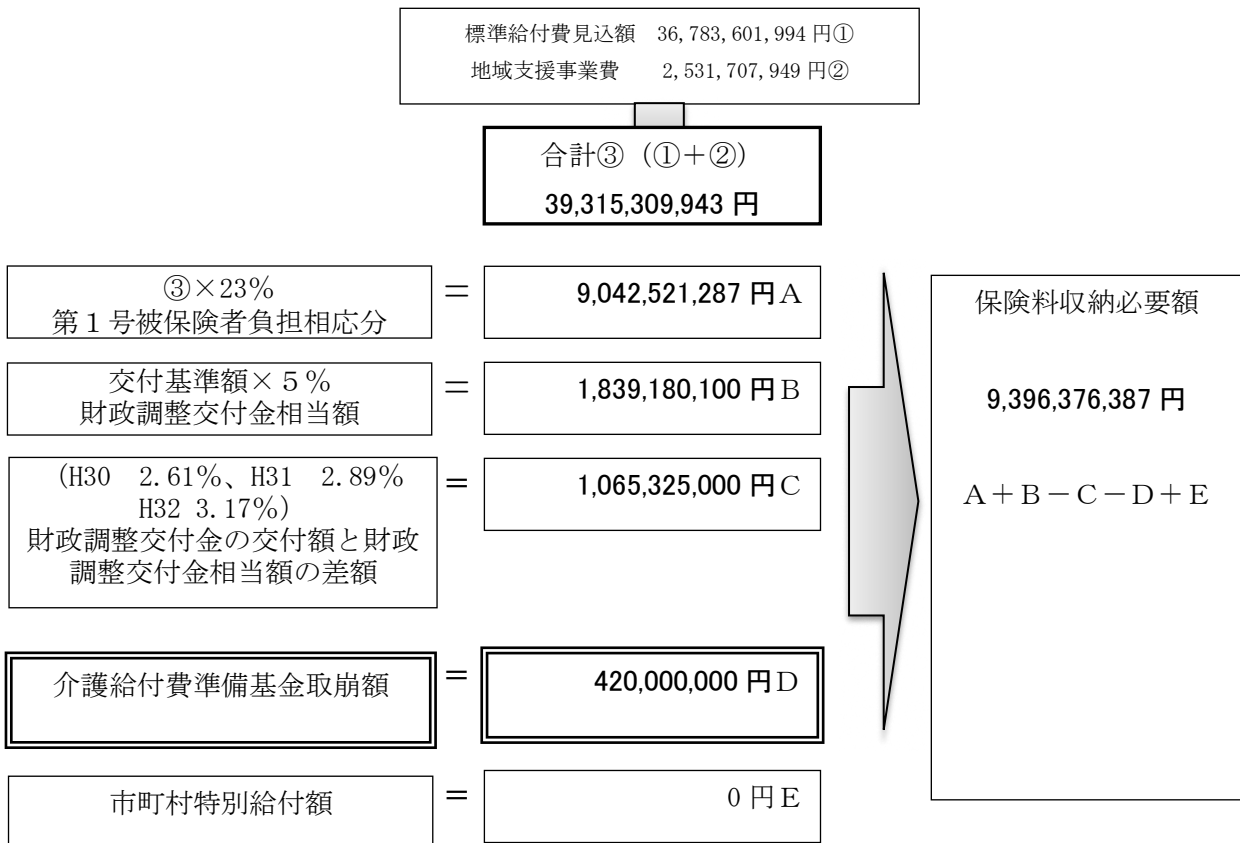 標準給付費見込額　36,783,601,994 円①
地域支援事業費　　2,531,707,949 円②
合計③（①＋②）
39,315,309,943 円
③×23％
第１号被保険者負担相応分
＝
9,042,521,287 円A
交付基準額×５％
財政調整交付金相当額
＝
1,839,180,100 円B
(H30　2.61%、H31　2.89%
H32 3.17%)
財政調整交付金の交付額と財政
調整交付金相当額の差額
＝
1,065,325,000 円C
介護給付費準備基金取崩額
＝
420,000,000 円D
市町村特別給付額
＝
0 円E
保険料収納必要額
9,396,376,387 円
A＋B－C－D＋E